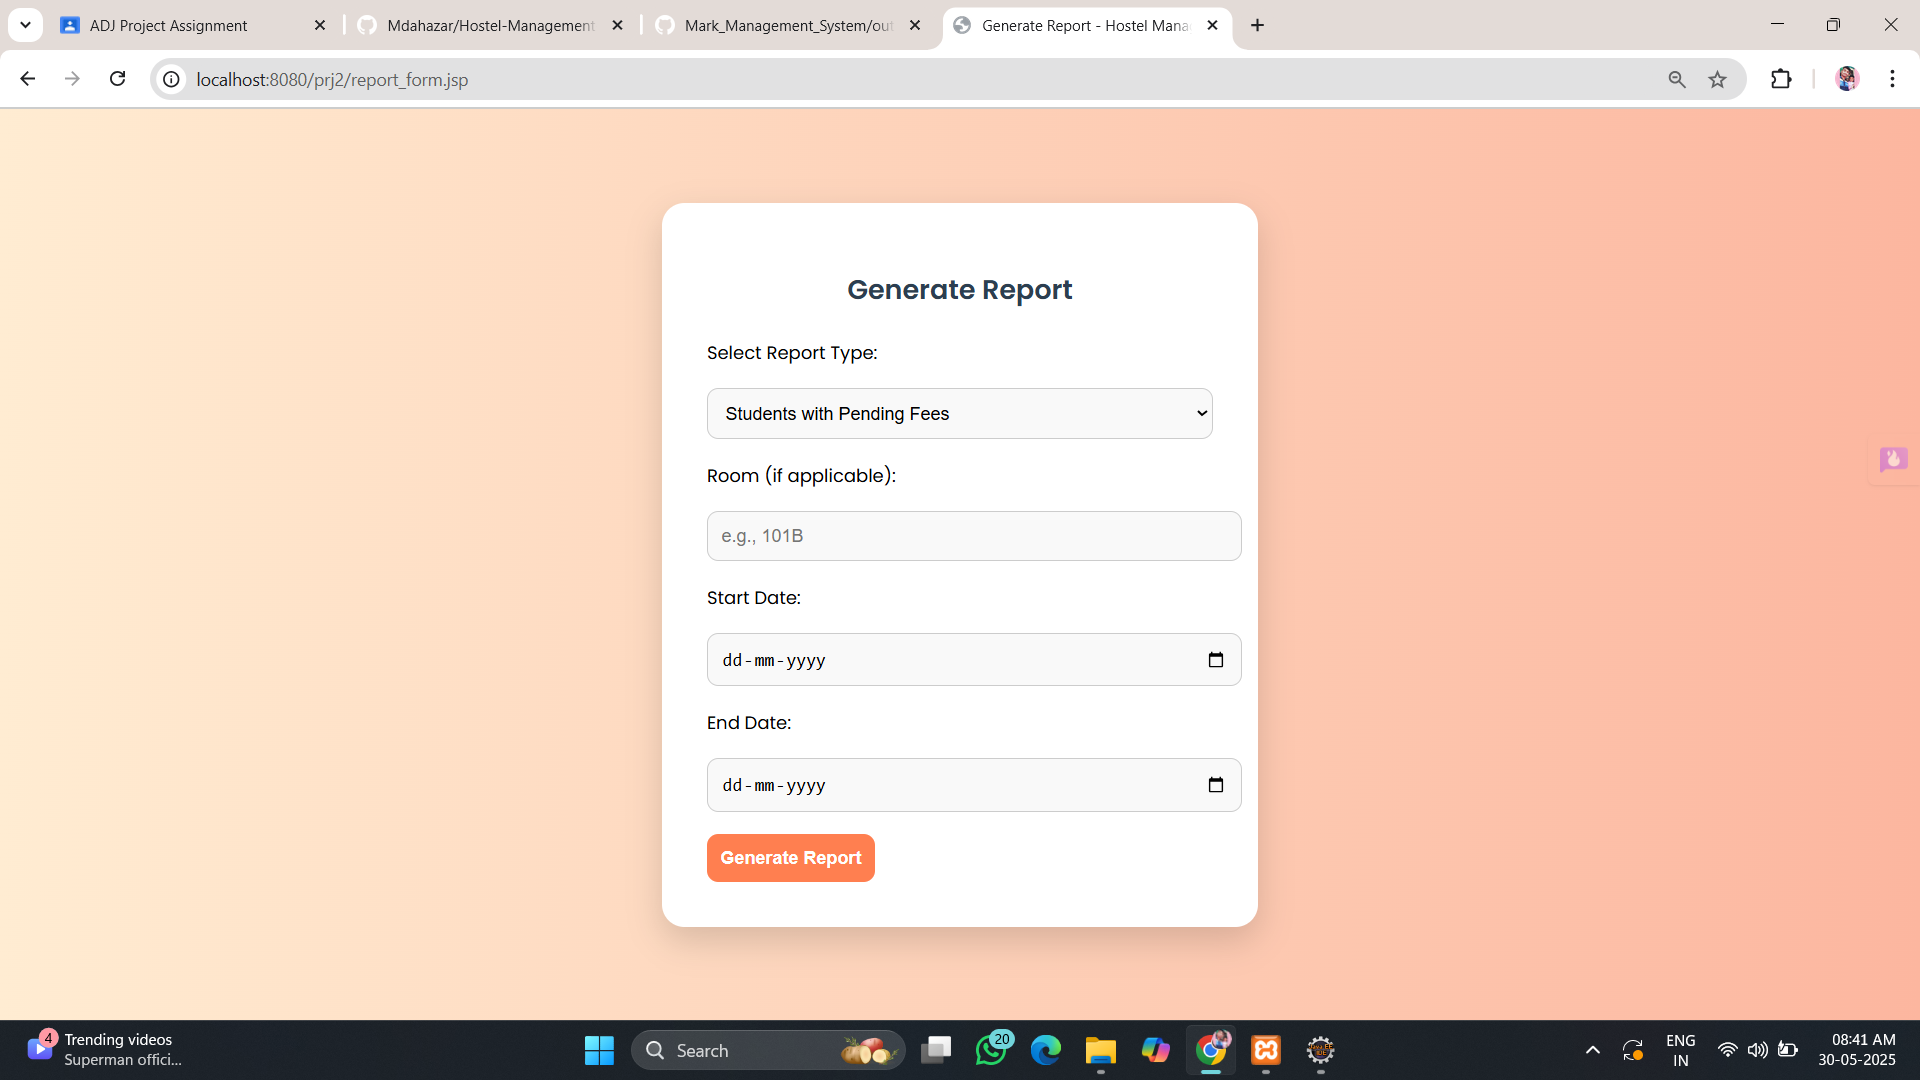 ADJ Project Assignment
Mdahazar/Hostel-Management
Mark_Management_System/out
Generate Report - Hostel Mana
localhost:8080/prj2/report_form.jsp
Generate Report
Select Report Type:
Students with Pending Fees
Room (if applicable):
e.g., 101B
Start Date:
dd-mm-yyyy
End Date:
dd-mm-yyyy
Generate Report
4
Trending videos
Superman offici...
Search
20
ENG
IN
08:41 AM
30-05-2025